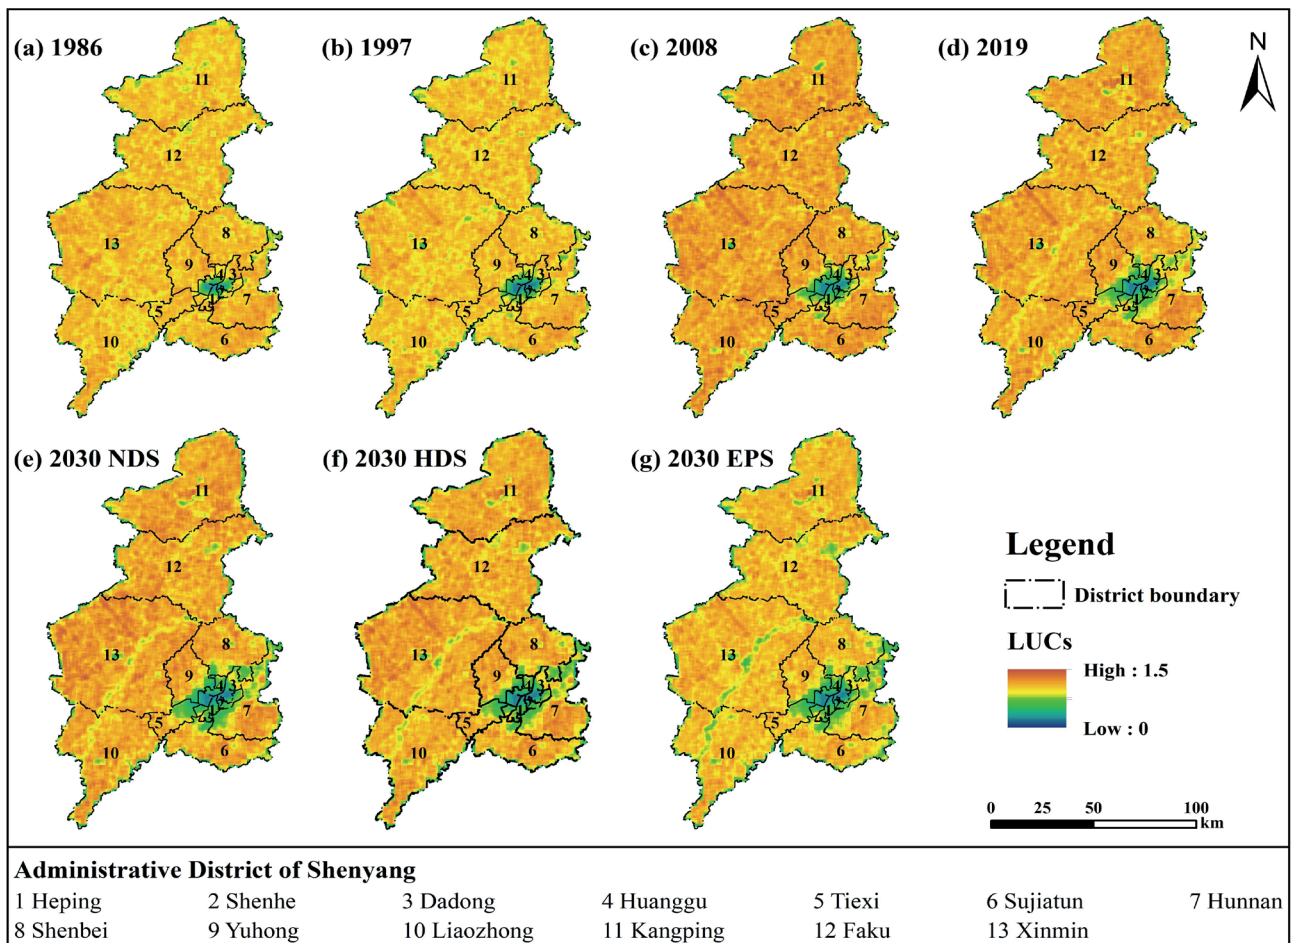 (a) 1986 (b) 1997 (c) 2008 (d) 2019 N
11 11 11 11
12 12 12 12
13 8 9 4 3 7 5 6 10
13 8 9 4 3 7 5 6 10
13 8 9 4 3 7 5 6 10
13 8 9 4 3 7 5 6 10
(e) 2030 NDS (f) 2030 HDS (g) 2030 EPS
11 11 11
12 12 12
13 8 9 4 3 7 5 6 10
13 8 9 4 3 7 5 6 10
13 8 9 4 3 7 5 6 10
Legend
District boundary
LUCs
High : 1.5
Low : 0
0 25 50 100
km
Administrative District of Shenyang
1 Heping 2 Shenhe 3 Dadong 4 Huanggu 5 Tiexi 6 Sujiatun 7 Hunnan
8 Shenbei 9 Yuhong 10 Liaozhong 11 Kangping 12 Faku 13 Xinmin